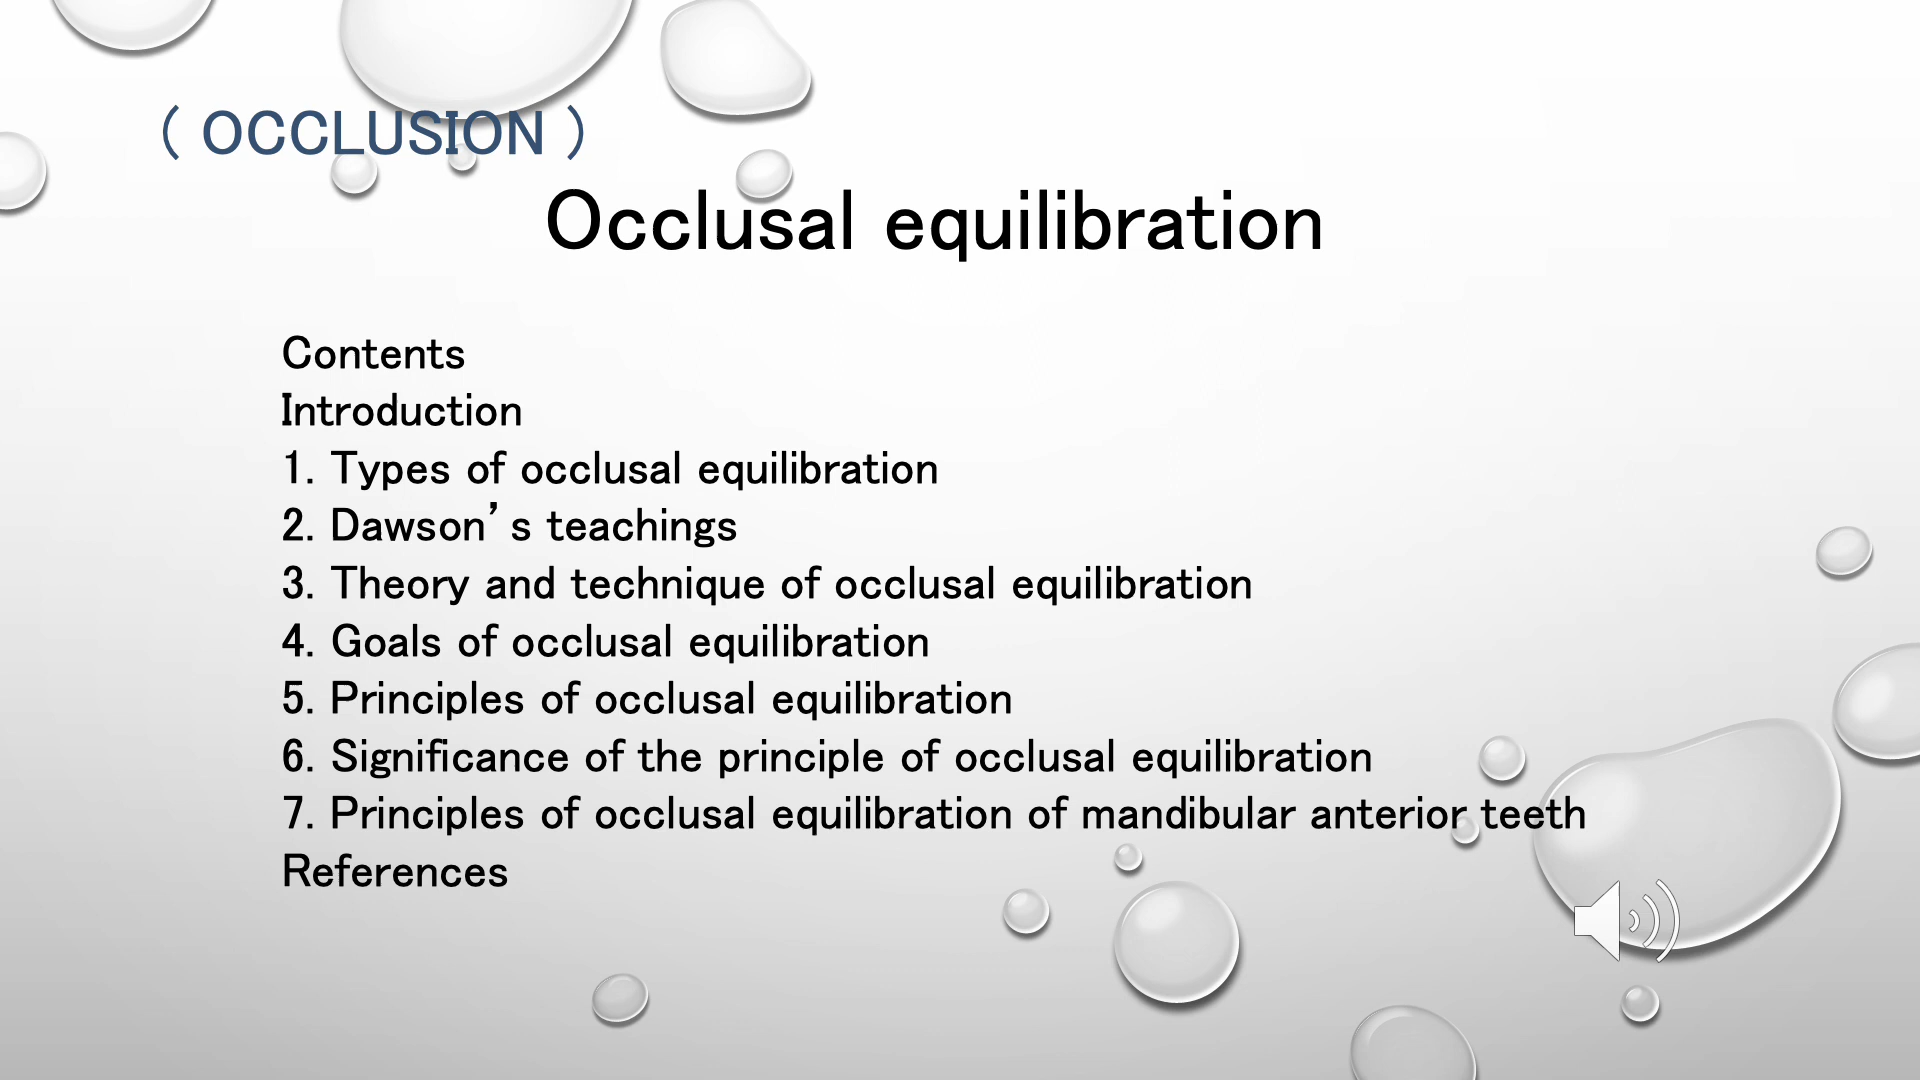 ( OCCLUSION )
Occlusal equilibration
Contents
Introduction
1. Types of occlusal equilibration
2. Dawson’s teachings
3. Theory and technique of occlusal equilibration
4. Goals of occlusal equilibration
5. Principles of occlusal equilibration
6. Significance of the principle of occlusal equilibration
7. Principles of occlusal equilibration of mandibular anterior teeth
References